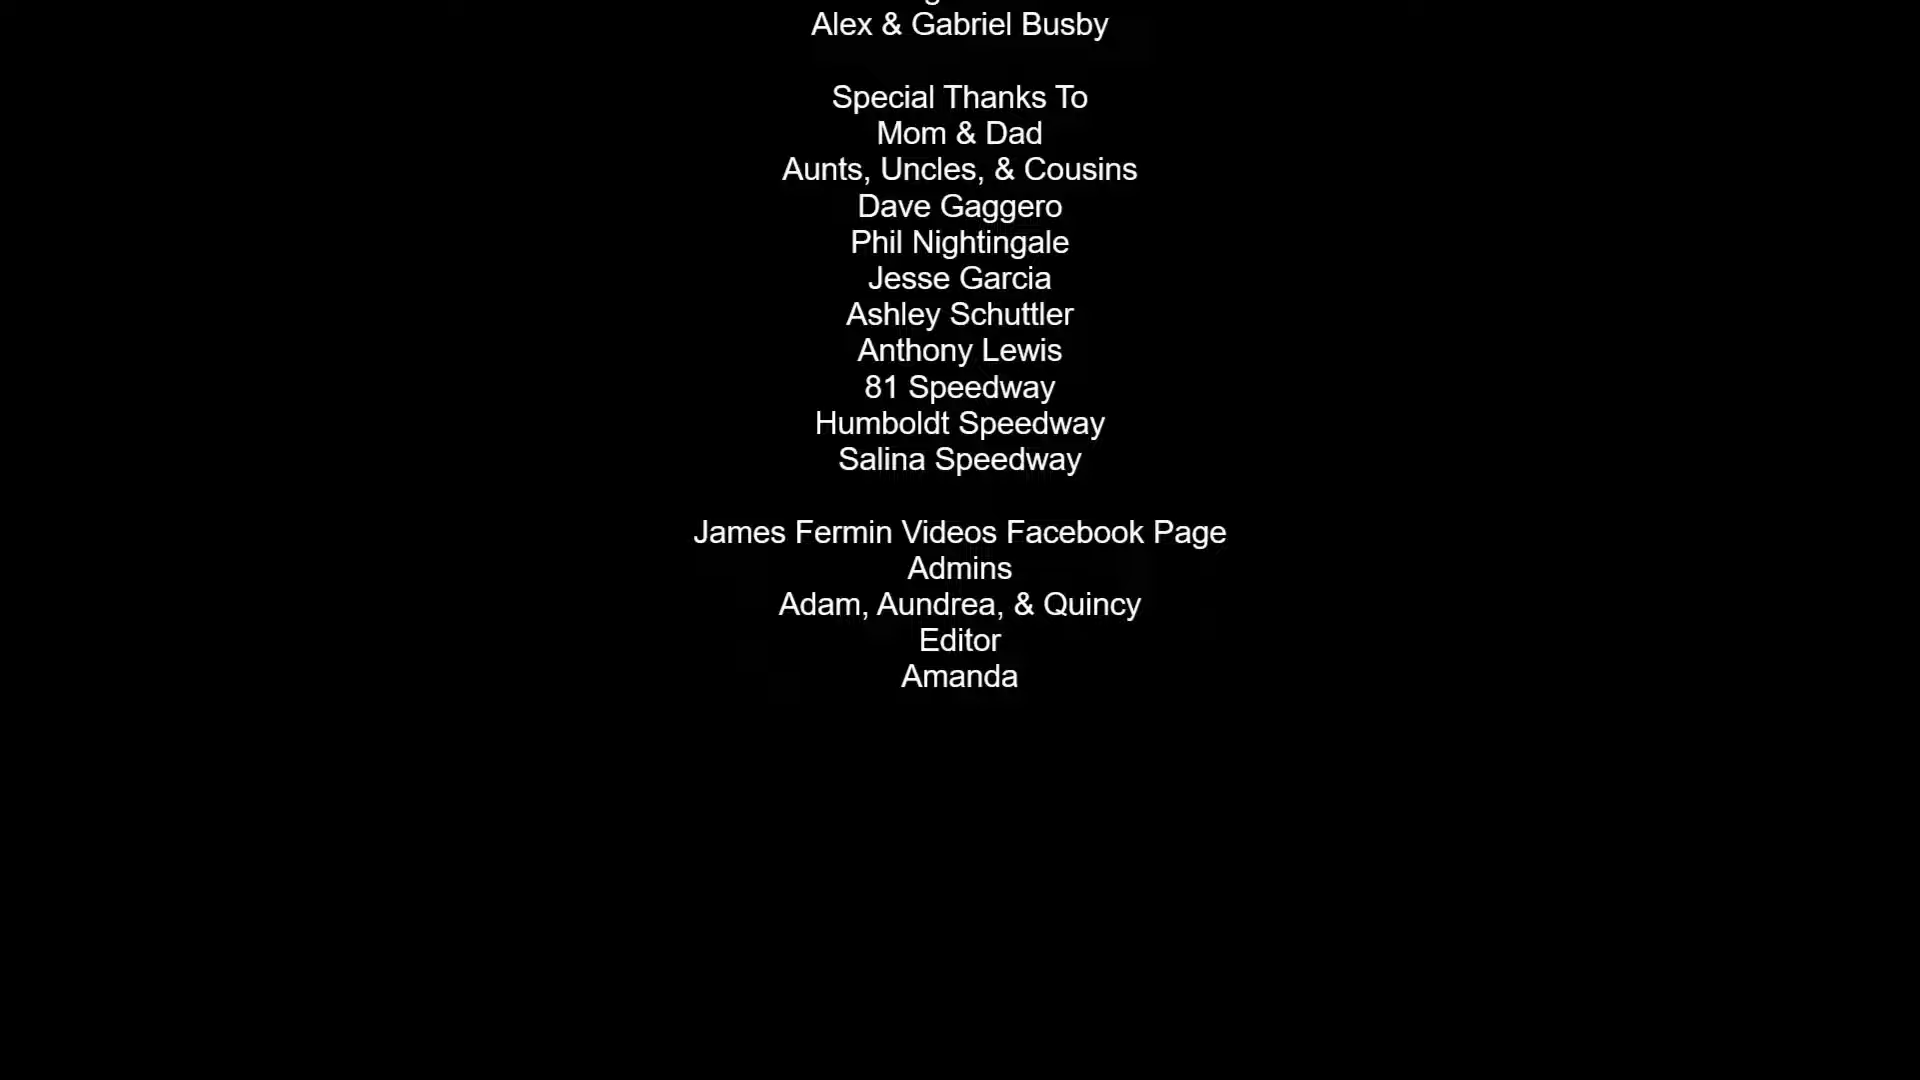 Alex & Gabriel Busby
Special Thanks To
Mom & Dad
Aunts, Uncles, & Cousins
Dave Gaggero
Phil Nightingale
Jesse Garcia
Ashley Schuttler
Anthony Lewis
81 Speedway
Humboldt Speedway
Salina Speedway
James Fermin Videos Facebook Page
Admins
Adam, Aundrea, & Quincy
Editor
Amanda